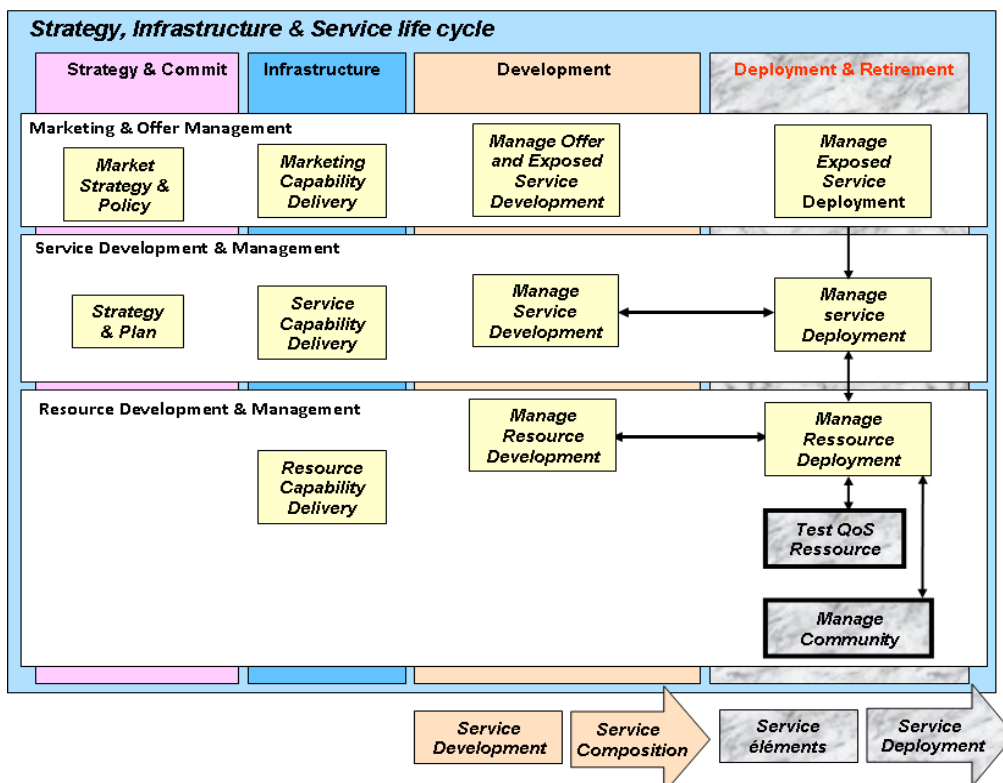 Strategy, Infrastructure & Service life cycle
Strategy & Commit
Infrastructure
Development
Deployment & Retirement
Marketing & Offer Management
Market
Strategy &
Policy
Marketing
Capability
Delivery
Manage Offer
and Exposed
Service
Development
Manage
Exposed
Service
Deployment
Service Development & Management
Strategy
& Plan
Service
Capability
Delivery
Manage
Service
Development
Manage
service
Deployment
Resource Development & Management
Resource
Capability
Delivery
Manage
Resource
Development
Manage
Ressource
Deployment
Test QoS
Ressource
Manage
Community
Service
Development
Service
Composition
Service
éléments
Service
Deployment